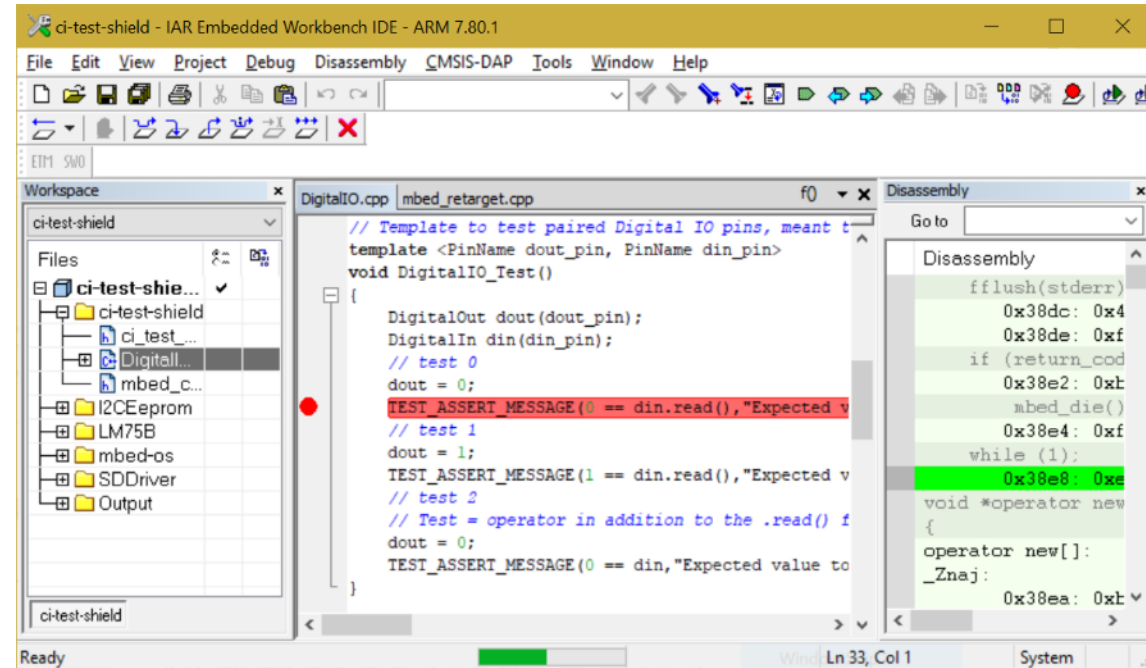 ci-test-shield - IAR Embedded Workbench IDE - ARM 7.80.1
File Edit View Project Debug Disassembly CMSIS-DAP Tools Window Help
ETM SWO
Workspace
ci-test-shield
Files
ci-test-shie...
ci-test-shield
ci_test_...
DigitalI...
mbed_c...
I2CEeprom
LM75B
mbed-os
SDDriver
Output
ci-test-shield
DigitalIO.cpp mbed_retarget.cpp f()
// Template to test paired Digital IO pins, meant t
template <PinName dout_pin, PinName din_pin>
void DigitalIO_Test()
{
DigitalOut dout(dout_pin);
DigitalIn din(din_pin);
// test 0
dout = 0;
TEST_ASSERT_MESSAGE(0 == din.read(),"Expected v
// test 1
dout = 1;
TEST_ASSERT_MESSAGE(1 == din.read(),"Expected v
// test 2
// Test = operator in addition to the .read() f
dout = 0;
TEST_ASSERT_MESSAGE(0 == din,"Expected value to
}
Disassembly
Go to
Disassembly
fflush(stderr)
0x38dc: 0x4
0x38de: 0xf
if (return_cod
0x38e2: 0xb
mbed_die()
0x38e4: 0xf
while (1);
0x38e8: 0xe
void *operator new
{
operator new[]:
_Znaj:
0x38ea: 0xb
Ready Ln 33, Col 1 System